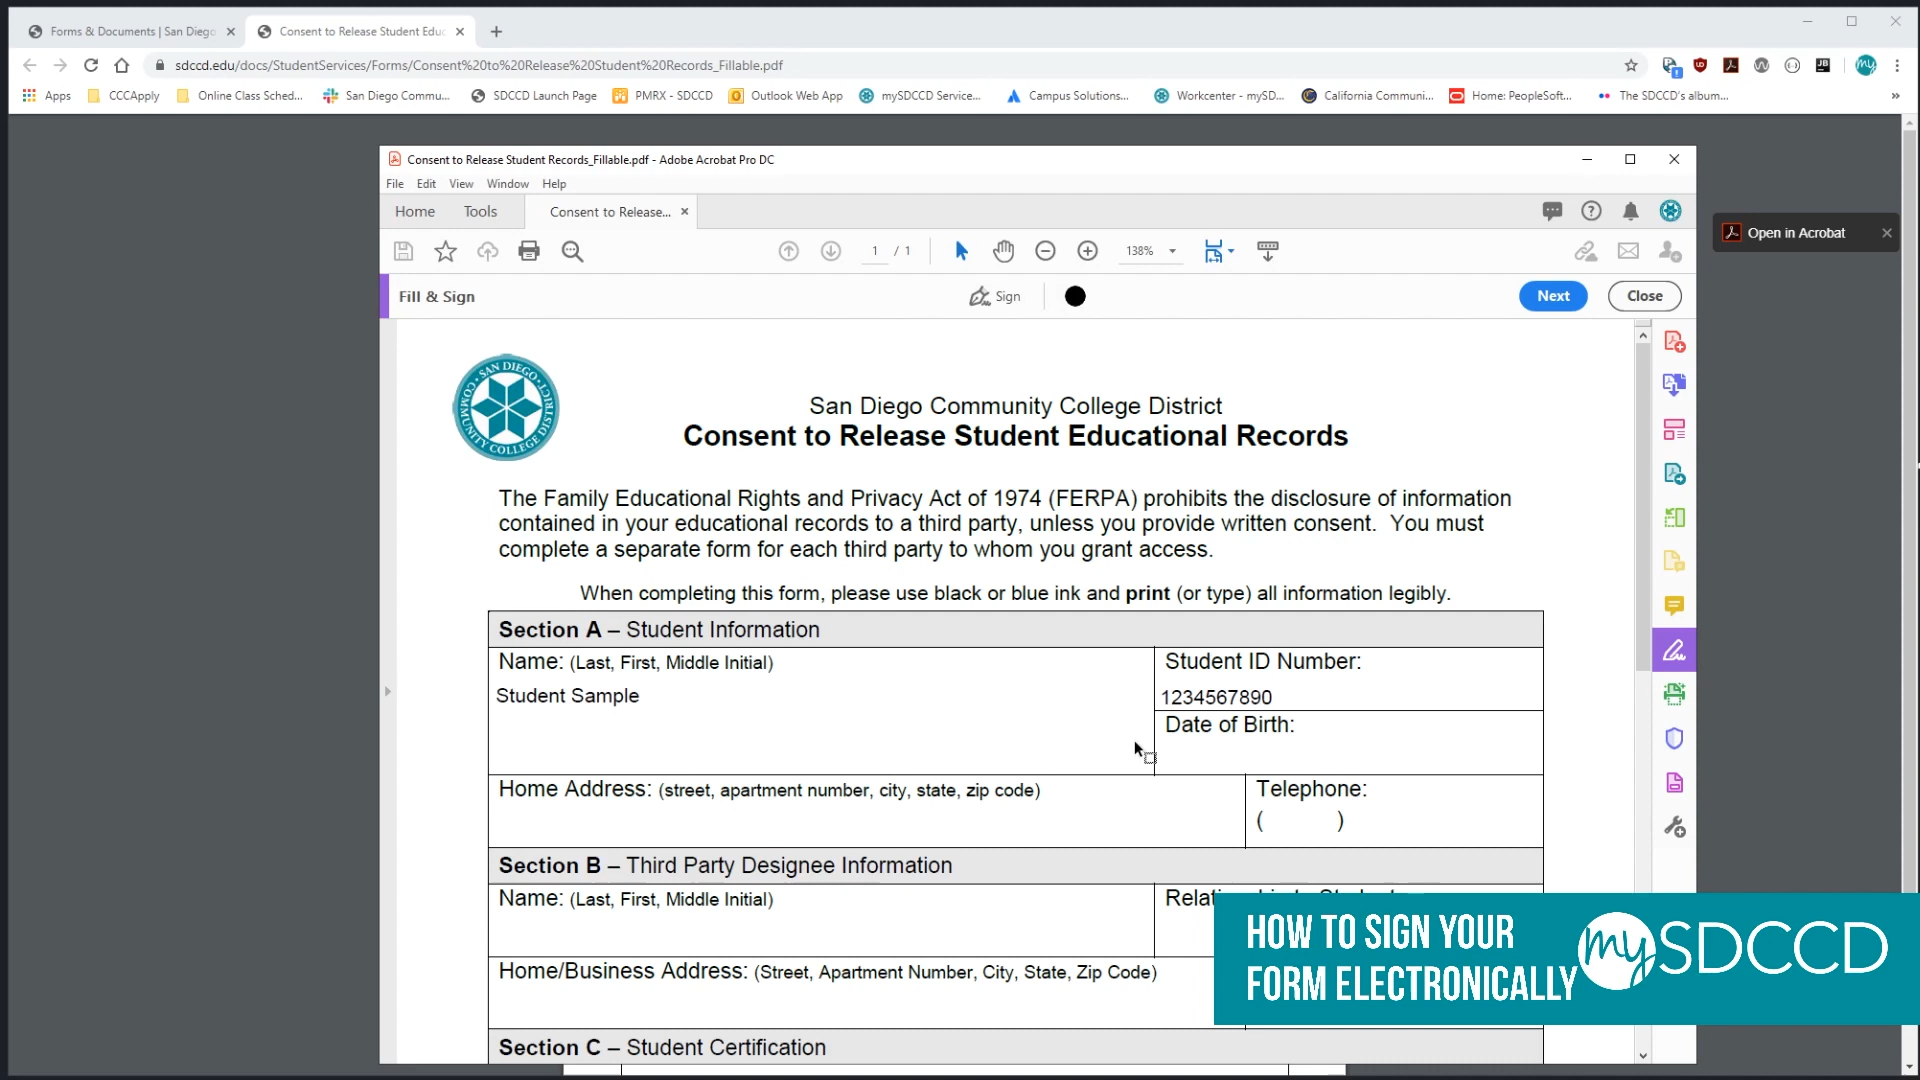 Forms & Documents | San Diego
Consent to Release Student Educ
sdccd.edu/docs/StudentServices/Forms/Consent%20to%20Release%20Student%20Records_Fillable.pdf
Apps
CCCApply
Online Class Sched...
San Diego Commu...
SDCCD Launch Page
PMRX - SDCCD
Outlook Web App
mySDCCD Service...
Campus Solutions...
Workcenter - mySD...
California Communi...
Home: PeopleSoft...
The SDCCD's album...
»
Consent to Release Student Records_Fillable.pdf - Adobe Acrobat Pro DC
File Edit View Window Help
Home Tools Consent to Release...
1 / 1
138%
Open in Acrobat
Fill & Sign
Sign
Next
Close
SAN DIEGO COMMUNITY COLLEGE DISTRICT
San Diego Community College District
Consent to Release Student Educational Records
The Family Educational Rights and Privacy Act of 1974 (FERPA) prohibits the disclosure of information
contained in your educational records to a third party, unless you provide written consent. You must
complete a separate form for each third party to whom you grant access.
When completing this form, please use black or blue ink and print (or type) all information legibly.
Section A – Student Information
Name: (Last, First, Middle Initial)
Student Sample
Student ID Number:
1234567890
Date of Birth:
Home Address: (street, apartment number, city, state, zip code)
Telephone:
( )
Section B – Third Party Designee Information
Name: (Last, First, Middle Initial)
Home/Business Address: (Street, Apartment Number, City, State, Zip Code)
Section C – Student Certification
HOW TO SIGN YOUR
FORM ELECTRONICALLY
mySDCCD